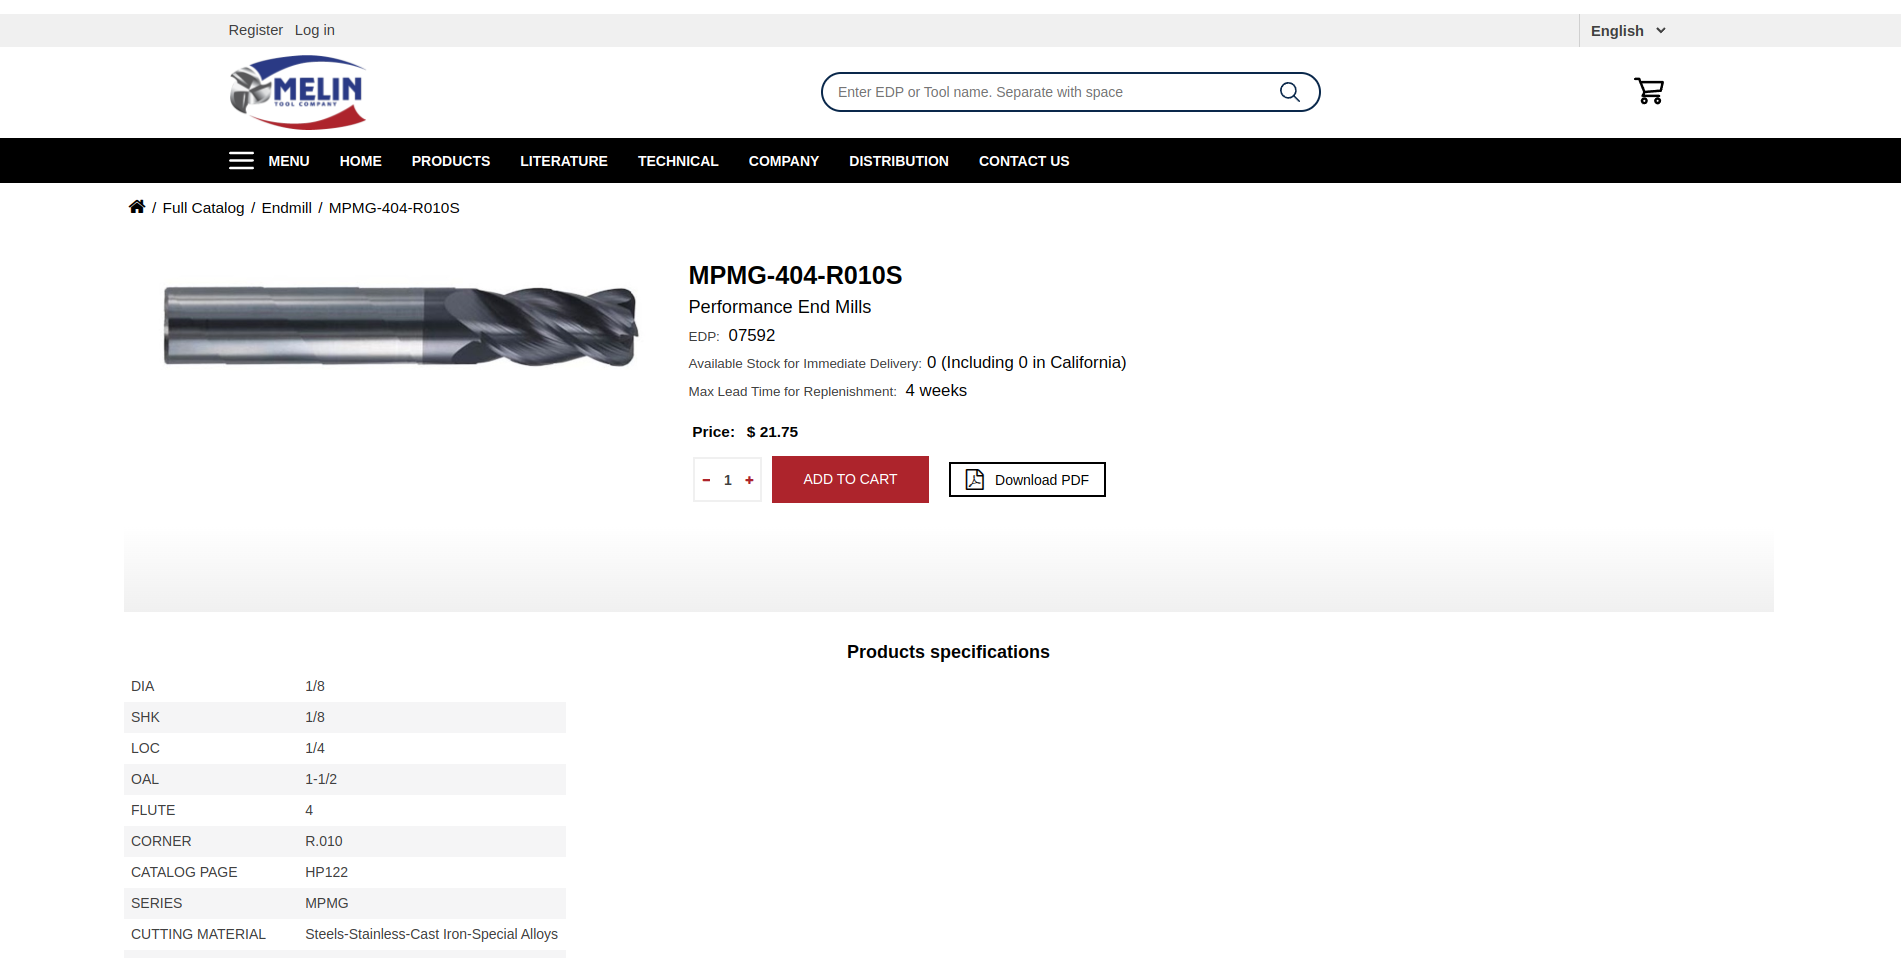 Register Log in English
MELIN
TOOL COMPANY
Enter EDP or Tool name. Separate with space
MENU HOME PRODUCTS LITERATURE TECHNICAL COMPANY DISTRIBUTION CONTACT US
/ Full Catalog / Endmill / MPMG-404-R010S
MPMG-404-R010S
Performance End Mills
EDP: 07592
Available Stock for Immediate Delivery: 0 (Including 0 in California)
Max Lead Time for Replenishment: 4 weeks
Price: $ 21.75
- 1 + ADD TO CART Download PDF
Products specifications
DIA 1/8
SHK 1/8
LOC 1/4
OAL 1-1/2
FLUTE 4
CORNER R.010
CATALOG PAGE HP122
SERIES MPMG
CUTTING MATERIAL Steels-Stainless-Cast Iron-Special Alloys